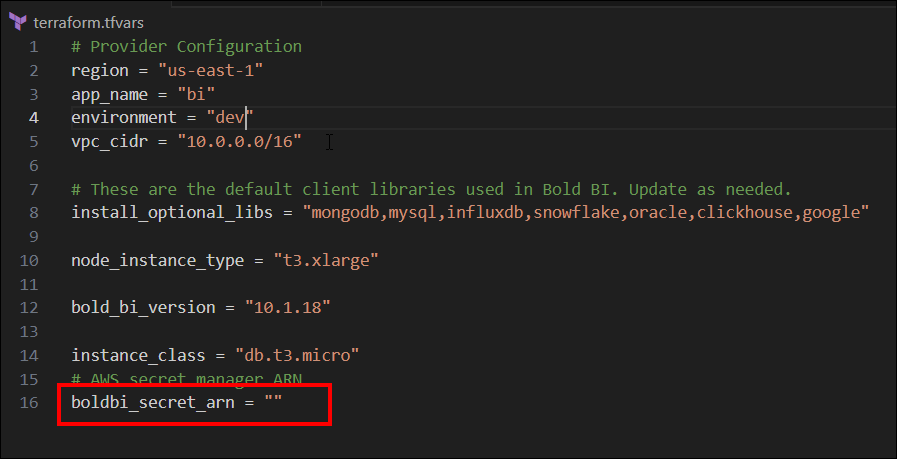 terraform.tfvars
1 # Provider Configuration
2 region = "us-east-1"
3 app_name = "bi"
4 environment = "dev"
5 vpc_cidr = "10.0.0.0/16"
6
7 # These are the default client libraries used in Bold BI. Update as needed.
8 install_optional_libs = "mongodb,mysql,influxdb,snowflake,oracle,clickhouse,google"
9
10 node_instance_type = "t3.xlarge"
11
12 bold_bi_version = "10.1.18"
13
14 instance_class = "db.t3.micro"
15 # AWS secret manager ARN
16 boldbi_secret_arn = ""